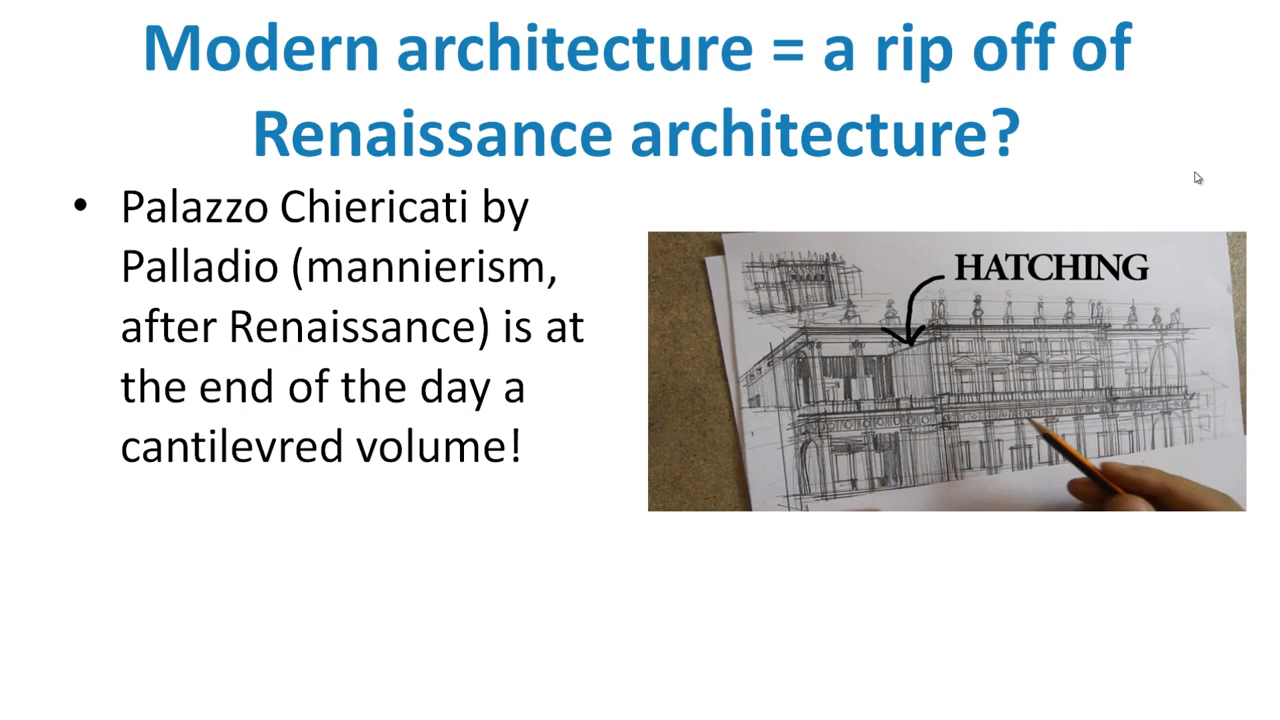 Modern architecture = a rip off of
Renaissance architecture?
• Palazzo Chiericati by
Palladio (mannierism,
after Renaissance) is at
the end of the day a
cantilevred volume!
HATCHING